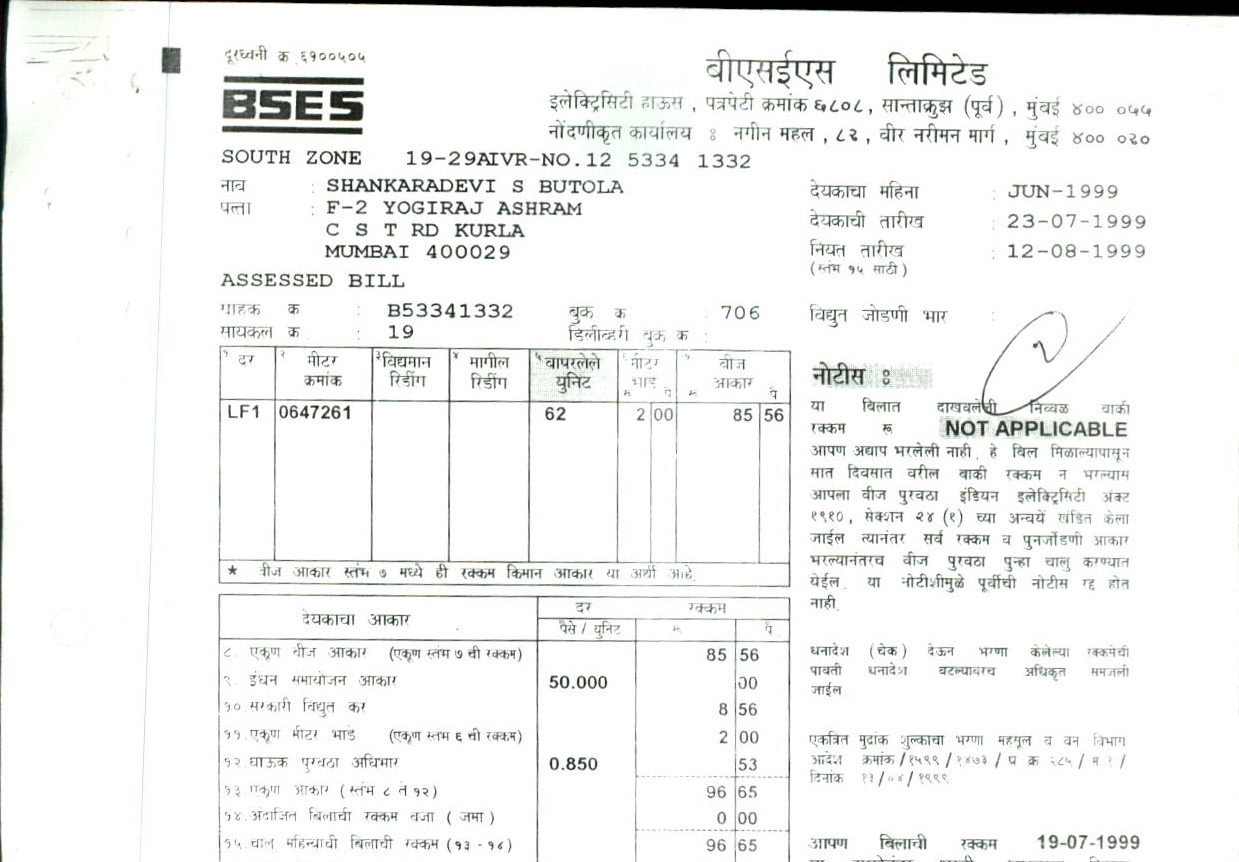 दूरध्वनी क्र ६१००५०५
BSES
वीएसईएस लिमिटेड
इलेक्ट्रिसिटी हाऊस , पत्रपेटी क्रमांक ६८०८, सान्ताक्रुझ (पूर्व) , मुंबई ४०० ०५५
नोंदणीकृत कार्यालय : नगीन महल , ८२ , वीर नरीमन मार्ग , मुंबई ४०० ०२०
SOUTH ZONE 19-29AIVR-NO.12 5334 1332
नाव : SHANKARADEVI S BUTOLA
पत्ता : F-2 YOGIRAJ ASHRAM
C S T RD KURLA
MUMBAI 400029
देयकाचा महिना : JUN-1999
देयकाची तारीख : 23-07-1999
नियत तारीख : 12-08-1999
(स्तंभ १५ साठी)
ASSESSED BILL
ग्राहक क : B53341332 बुक क : 706
सायकल क : 19 डिलीव्हरी बुक क :
विद्युत जोडणी भार :
२
१ दर २ मीटर क्रमांक ३ विद्यमान रिडींग ४ मागील रिडींग ५ वापरलेले युनिट ६ मीटर भाडे रू प ७ वीज आकार रू पै
LF1 0647261 62 2 00 85 56
* वीज आकार स्तंभ ७ मध्ये ही रक्कम किमान आकार या अर्थी आहे.
नोटीस :
या बिलात दाखवलेली निव्वळ बाकी
रक्कम रू NOT APPLICABLE
आपण अद्याप भरलेली नाही. हे बिल मिळाल्यापासून
सात दिवसात वरील बाकी रक्कम न भरल्यास
आपला वीज पुरवठा इंडियन इलेक्ट्रिसिटी अॅक्ट
१९१०, सेक्शन २४ (१) च्या अन्वयें खंडित केला
जाईल त्यानंतर सर्व रक्कम व पुनर्जोडणी आकार
भरल्यानंतरच वीज पुरवठा पुन्हा चालु करण्यात
येईल. या नोटीशीमुळे पूर्वीची नोटीस रद्द होत
नाही.
देयकाचा आकार दर रक्कम
पैसे / युनिट रू पै
८. एकूण वीज आकार (एकूण स्तंभ ७ ची रक्कम) 85 56
९. इंधन समायोजन आकार 50.000 00
१०. सरकारी विद्युत कर 8 56
११. एकूण मीटर भाडे (एकूण स्तंभ ६ ची रक्कम) 2 00
१२. घाऊक पुरवठा अधिभार 0.850 53
१३. एकूण आकार (स्तंभ ८ ते १२) 96 65
१४. अंदाजित बिलाची रक्कम वजा ( जमा ) 0 00
१५. चालू महिन्याची बिलाची रक्कम (१३ - १४) 96 65
धनादेश (चेक) देऊन भरणा केलेल्या रक्कमेची
पावती धनादेश वटल्यावरच अधिकृत समजली
जाईल
एकत्रित मुद्रांक शुल्काचा भरणा महसूल व वन विभाग
आदेश क्रमांक/१५९९/१४७३/प्र क्र २८५/म १/
दिनांक १३/०४/१९९९
आपण बिलाची रक्कम 19-07-1999